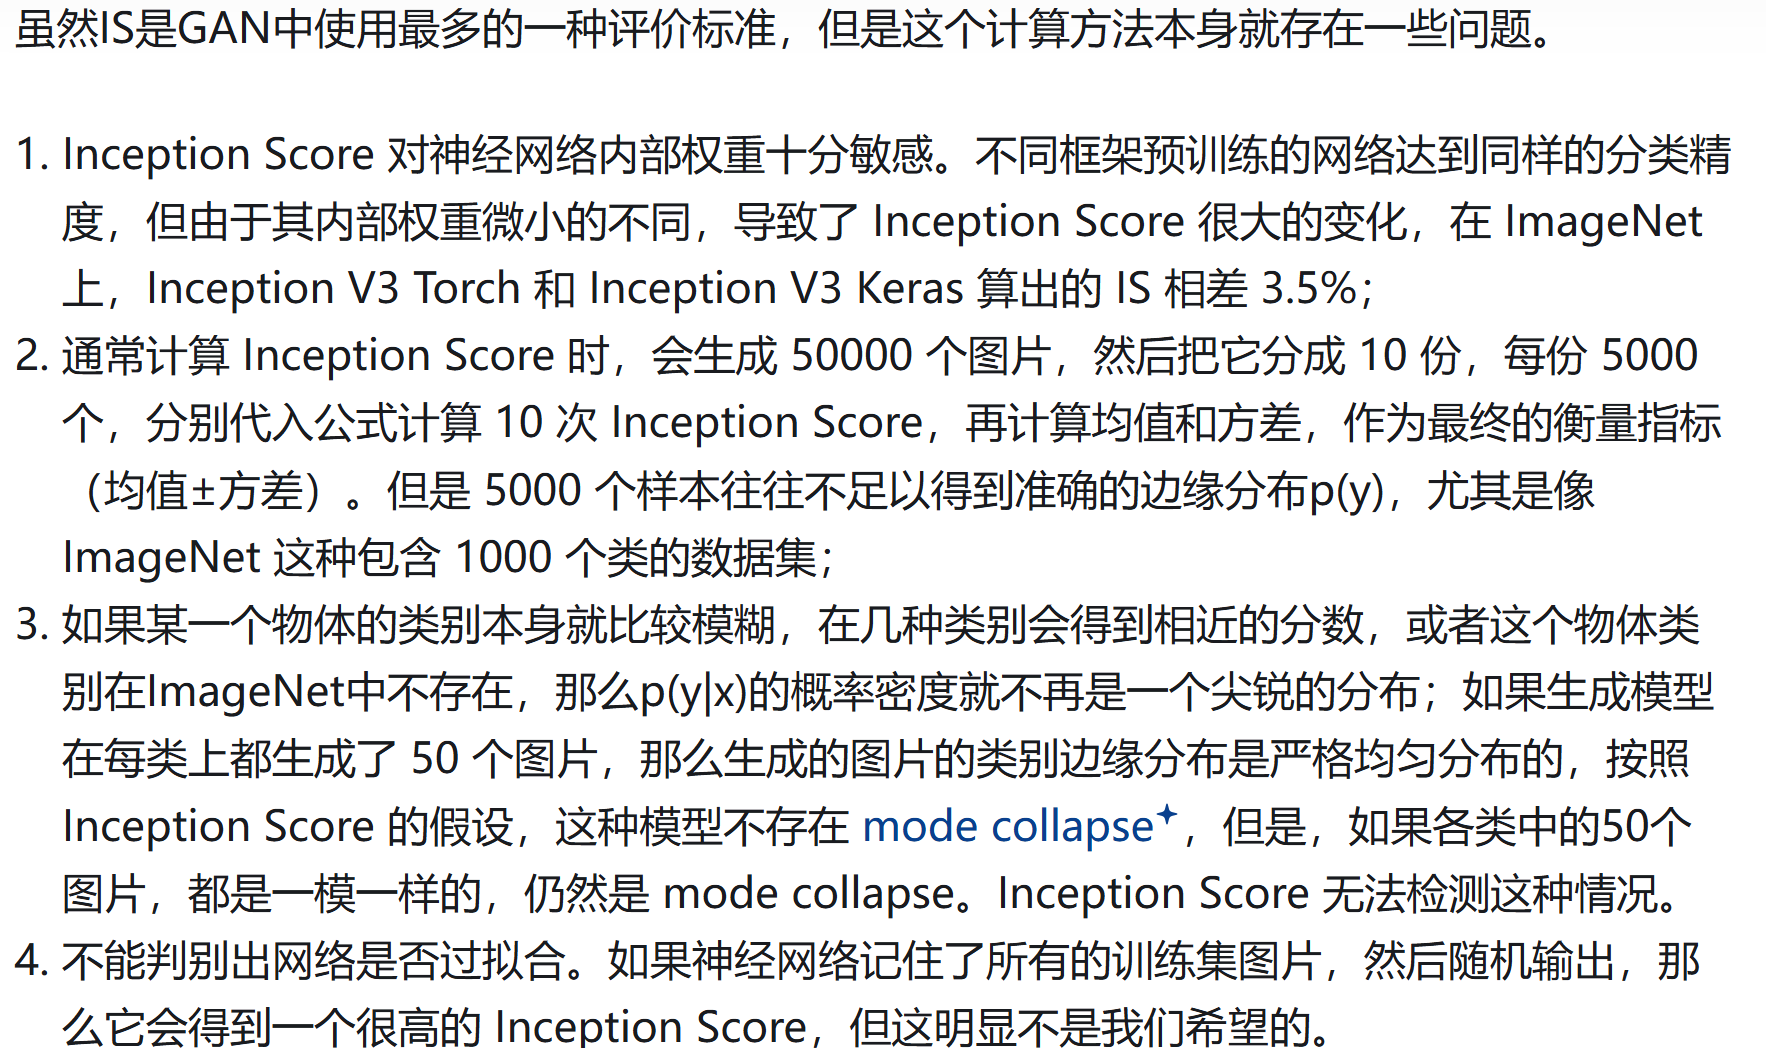 虽然IS是GAN中使用最多的一种评价标准，但是这个计算方法本身就存在一些问题。
1. Inception Score 对神经网络内部权重十分敏感。不同框架预训练的网络达到同样的分类精
度，但由于其内部权重微小的不同，导致了 Inception Score 很大的变化，在 ImageNet
上，Inception V3 Torch 和 Inception V3 Keras 算出的 IS 相差 3.5%；
2. 通常计算 Inception Score 时，会生成 50000 个图片，然后把它分成 10 份，每份 5000
个，分别代入公式计算 10 次 Inception Score，再计算均值和方差，作为最终的衡量指标
（均值±方差）。但是 5000 个样本往往不足以得到准确的边缘分布p(y)，尤其是像
ImageNet 这种包含 1000 个类的数据集；
3. 如果某一个物体的类别本身就比较模糊，在几种类别会得到相近的分数，或者这个物体类
别在ImageNet中不存在，那么p(y|x)的概率密度就不再是一个尖锐的分布；如果生成模型
在每类上都生成了 50 个图片，那么生成的图片的类别边缘分布是严格均匀分布的，按照
Inception Score 的假设，这种模型不存在 mode collapse，但是，如果各类中的50个
图片，都是一模一样的，仍然是 mode collapse。Inception Score 无法检测这种情况。
4. 不能判别出网络是否过拟合。如果神经网络记住了所有的训练集图片，然后随机输出，那
么它会得到一个很高的 Inception Score，但这明显不是我们希望的。